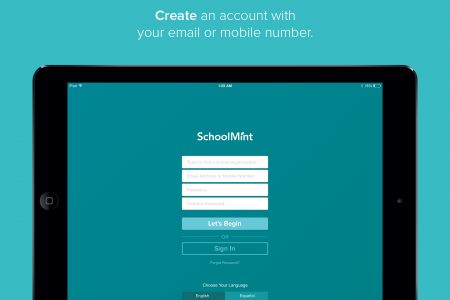 Create an account with
your email or mobile number.
iPad
1:20 AM
SchoolMint
Type to find a school or organization
Email Address or Mobile Number
Password
Confirm Password
Let's Begin
OR
Sign In
Forgot Password?
Choose Your Language
English
Español